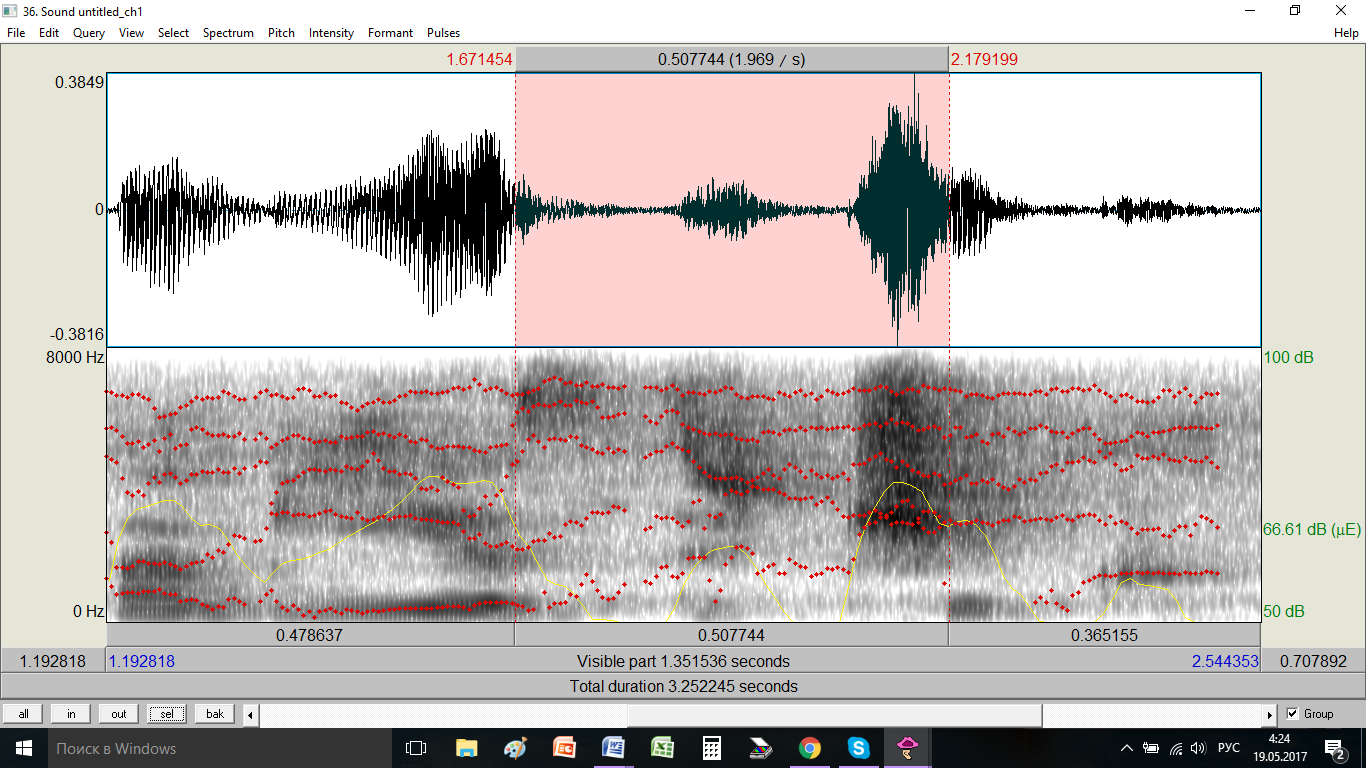 36. Sound untitled_ch1
File Edit Query View Select Spectrum Pitch Intensity Formant Pulses Help
1.671454 0.507744 (1.969 / s) 2.179199
0.3849
0
-0.3816
8000 Hz 100 dB
66.61 dB (µE)
0 Hz 50 dB
0.478637 0.507744 0.365155
1.192818 1.192818 Visible part 1.351536 seconds 2.544353 0.707892
Total duration 3.252245 seconds
all in out sel bak Group
Поиск в Windows РУС 4:24
19.05.2017 2